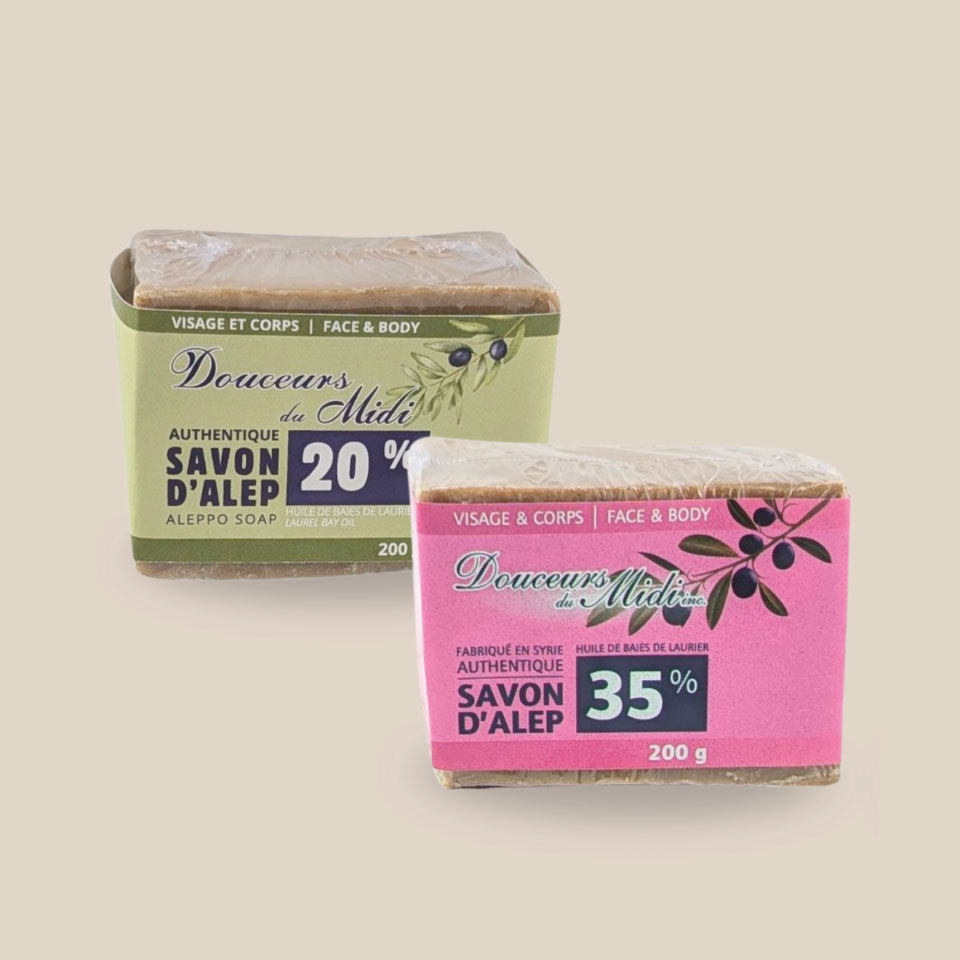 VISAGE ET CORPS | FACE & BODY
Douceurs
du Midi
AUTHENTIQUE
SAVON
D'ALEP
ALEPPO SOAP
20 %
HUILE DE BAIES DE LAURIER
LAUREL BAY OIL
200
VISAGE & CORPS | FACE & BODY
Douceurs
du Midi inc.
FABRIQUÉ EN SYRIE
AUTHENTIQUE
SAVON
D'ALEP
HUILE DE BAIES DE LAURIER
35 %
200 g